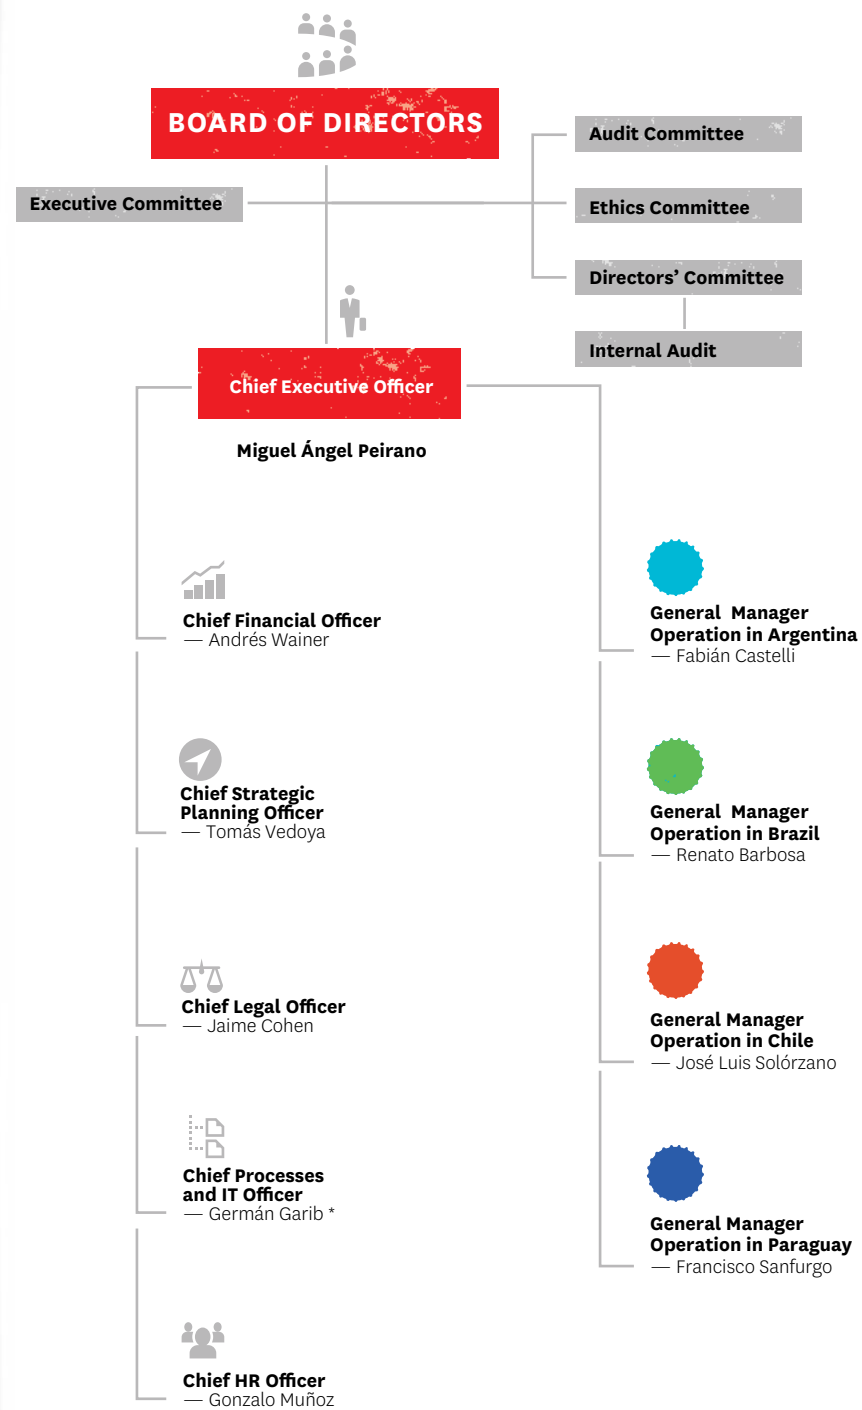 BOARD OF DIRECTORS
Audit Committee
Executive Committee
Ethics Committee
Directors’ Committee
Internal Audit
Chief Executive Officer
Miguel Ángel Peirano
Chief Financial Officer
— Andrés Wainer
Chief Strategic
Planning Officer
— Tomás Vedoya
Chief Legal Officer
— Jaime Cohen
Chief Processes
and IT Officer
— Germán Garib *
Chief HR Officer
— Gonzalo Muñoz
General Manager
Operation in Argentina
— Fabián Castelli
General Manager
Operation in Brazil
— Renato Barbosa
General Manager
Operation in Chile
— José Luis Solórzano
General Manager
Operation in Paraguay
— Francisco Sanfurgo